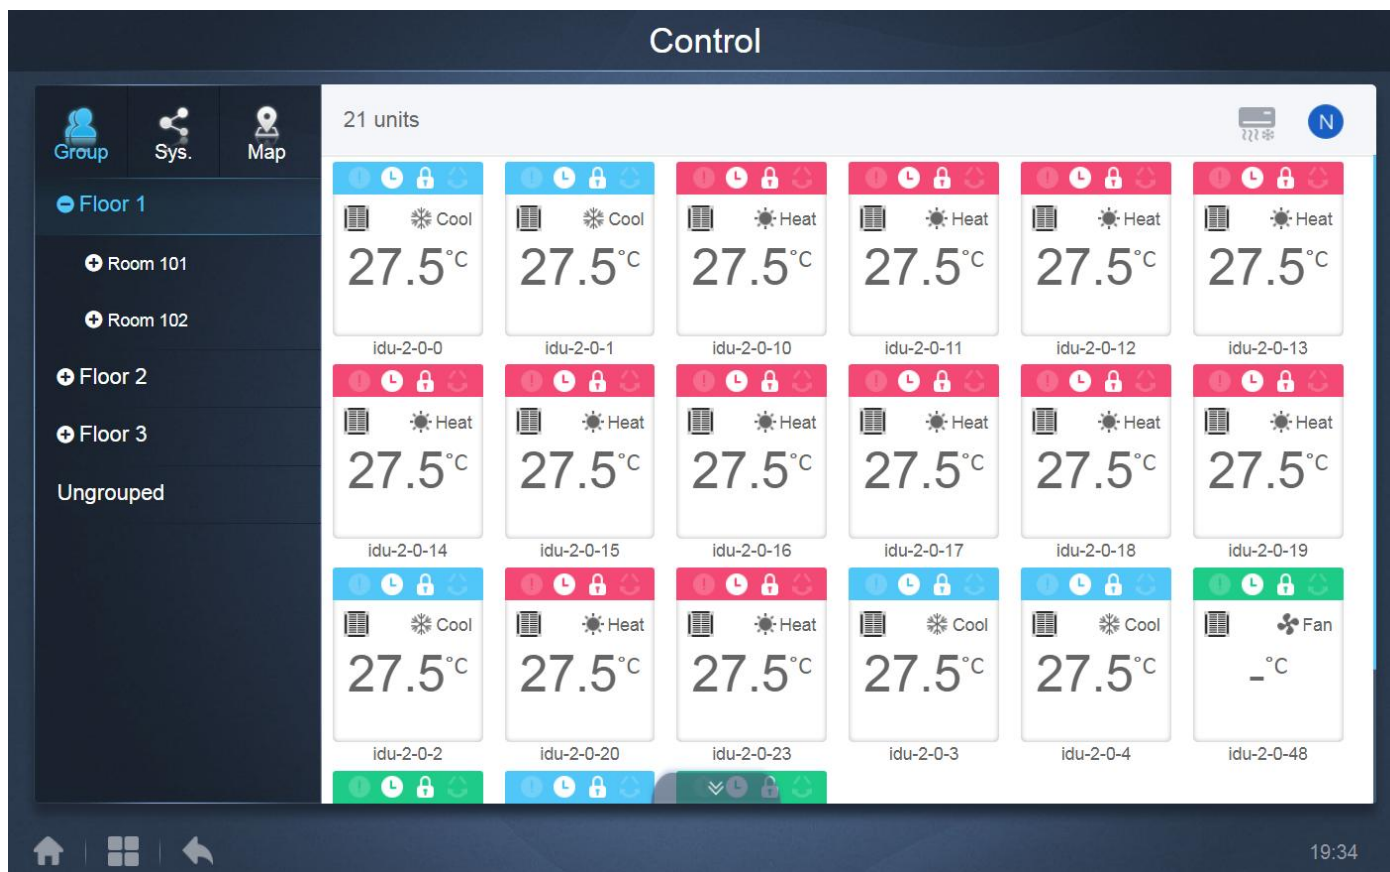 Control
Group Sys. Map
21 units
N
Floor 1
Room 101
Room 102
Floor 2
Floor 3
Ungrouped
Cool Cool Heat Heat Heat Heat
27.5°C 27.5°C 27.5°C 27.5°C 27.5°C 27.5°C
idu-2-0-0 idu-2-0-1 idu-2-0-10 idu-2-0-11 idu-2-0-12 idu-2-0-13
Heat Heat Heat Heat Heat Heat
27.5°C 27.5°C 27.5°C 27.5°C 27.5°C 27.5°C
idu-2-0-14 idu-2-0-15 idu-2-0-16 idu-2-0-17 idu-2-0-18 idu-2-0-19
Cool Heat Heat Cool Cool Fan
27.5°C 27.5°C 27.5°C 27.5°C 27.5°C -°C
idu-2-0-2 idu-2-0-20 idu-2-0-23 idu-2-0-3 idu-2-0-4 idu-2-0-48
19:34